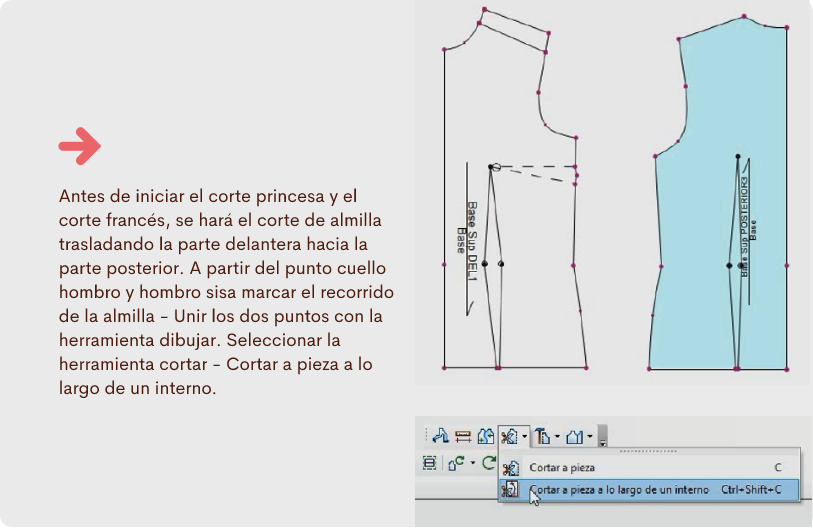 Antes de iniciar el corte princesa y el
corte francés, se hará el corte de almilla
trasladando la parte delantera hacia la
parte posterior. A partir del punto cuello
hombro y hombro sisa marcar el recorrido
de la almilla – Unir los dos puntos con la
herramienta dibujar. Seleccionar la
herramienta cortar – Cortar a pieza a lo
largo de un interno.
Base Sup DEL1
Base
Base Sup POSTERIOR3
Base
Cortar a pieza C
Cortar a pieza a lo largo de un interno Ctrl+Shift+C